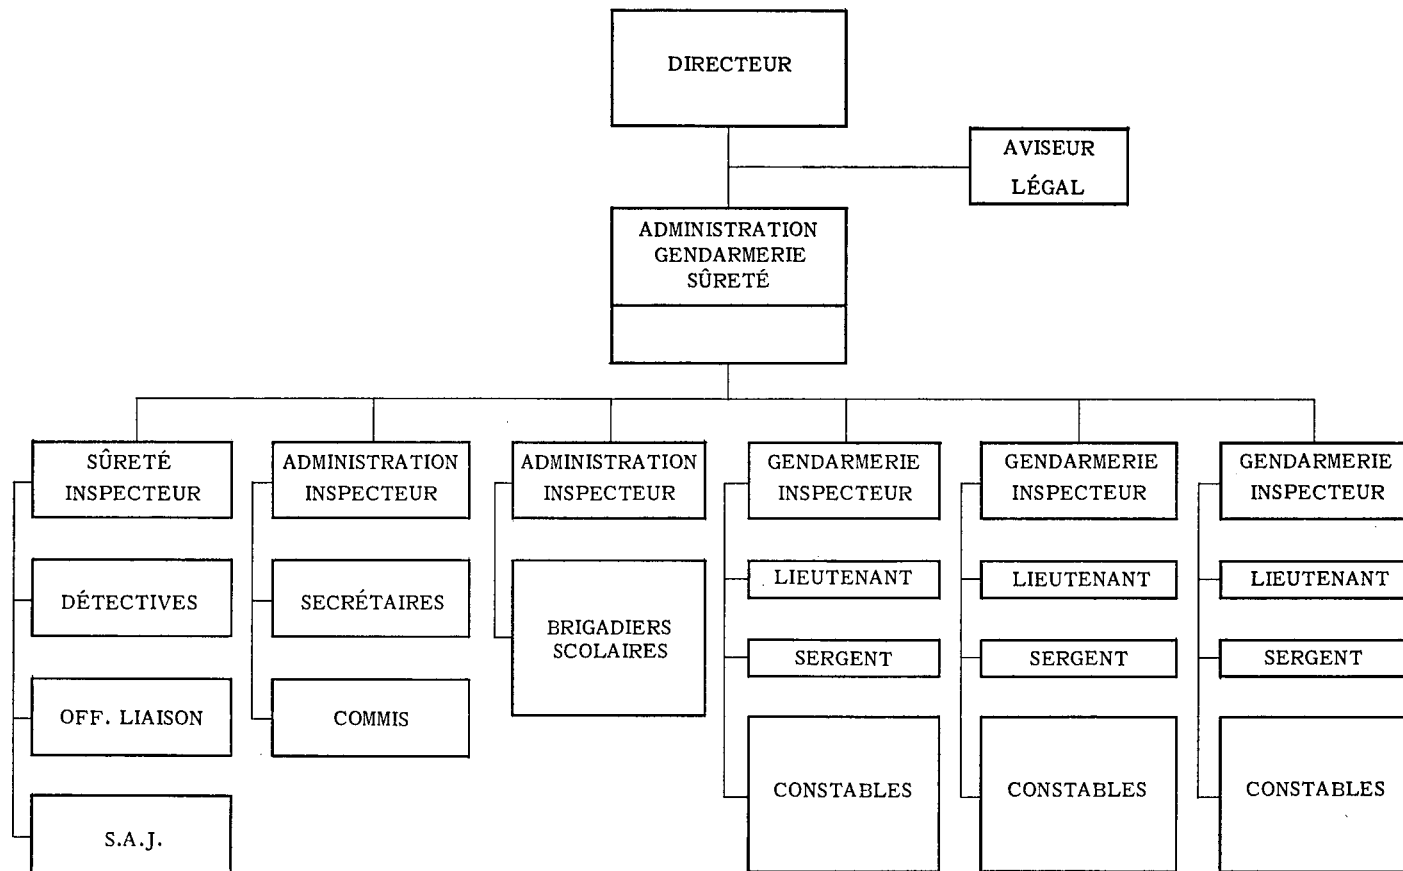 DIRECTEUR
AVISEUR
LÉGAL
ADMINISTRATION
GENDARMERIE
SÛRETÉ
SÛRETÉ
INSPECTEUR
DÉTECTIVES
OFF. LIAISON
S.A.J.
ADMINISTRATION
INSPECTEUR
SECRÉTAIRES
COMMIS
ADMINISTRATION
INSPECTEUR
BRIGADIERS
SCOLAIRES
GENDARMERIE
INSPECTEUR
LIEUTENANT
SERGENT
CONSTABLES
GENDARMERIE
INSPECTEUR
LIEUTENANT
SERGENT
CONSTABLES
GENDARMERIE
INSPECTEUR
LIEUTENANT
SERGENT
CONSTABLES